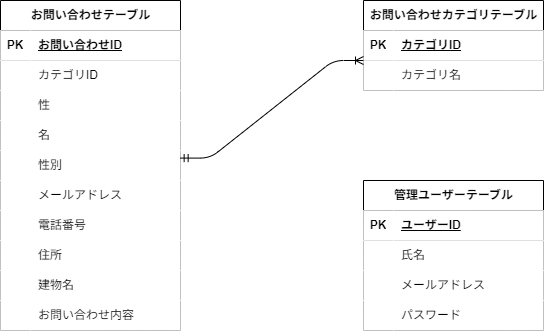 お問い合わせテーブル
PK お問い合わせID
カテゴリID
性
名
性別
メールアドレス
電話番号
住所
建物名
お問い合わせ内容
お問い合わせカテゴリテーブル
PK カテゴリID
カテゴリ名
管理ユーザーテーブル
PK ユーザーID
氏名
メールアドレス
パスワード